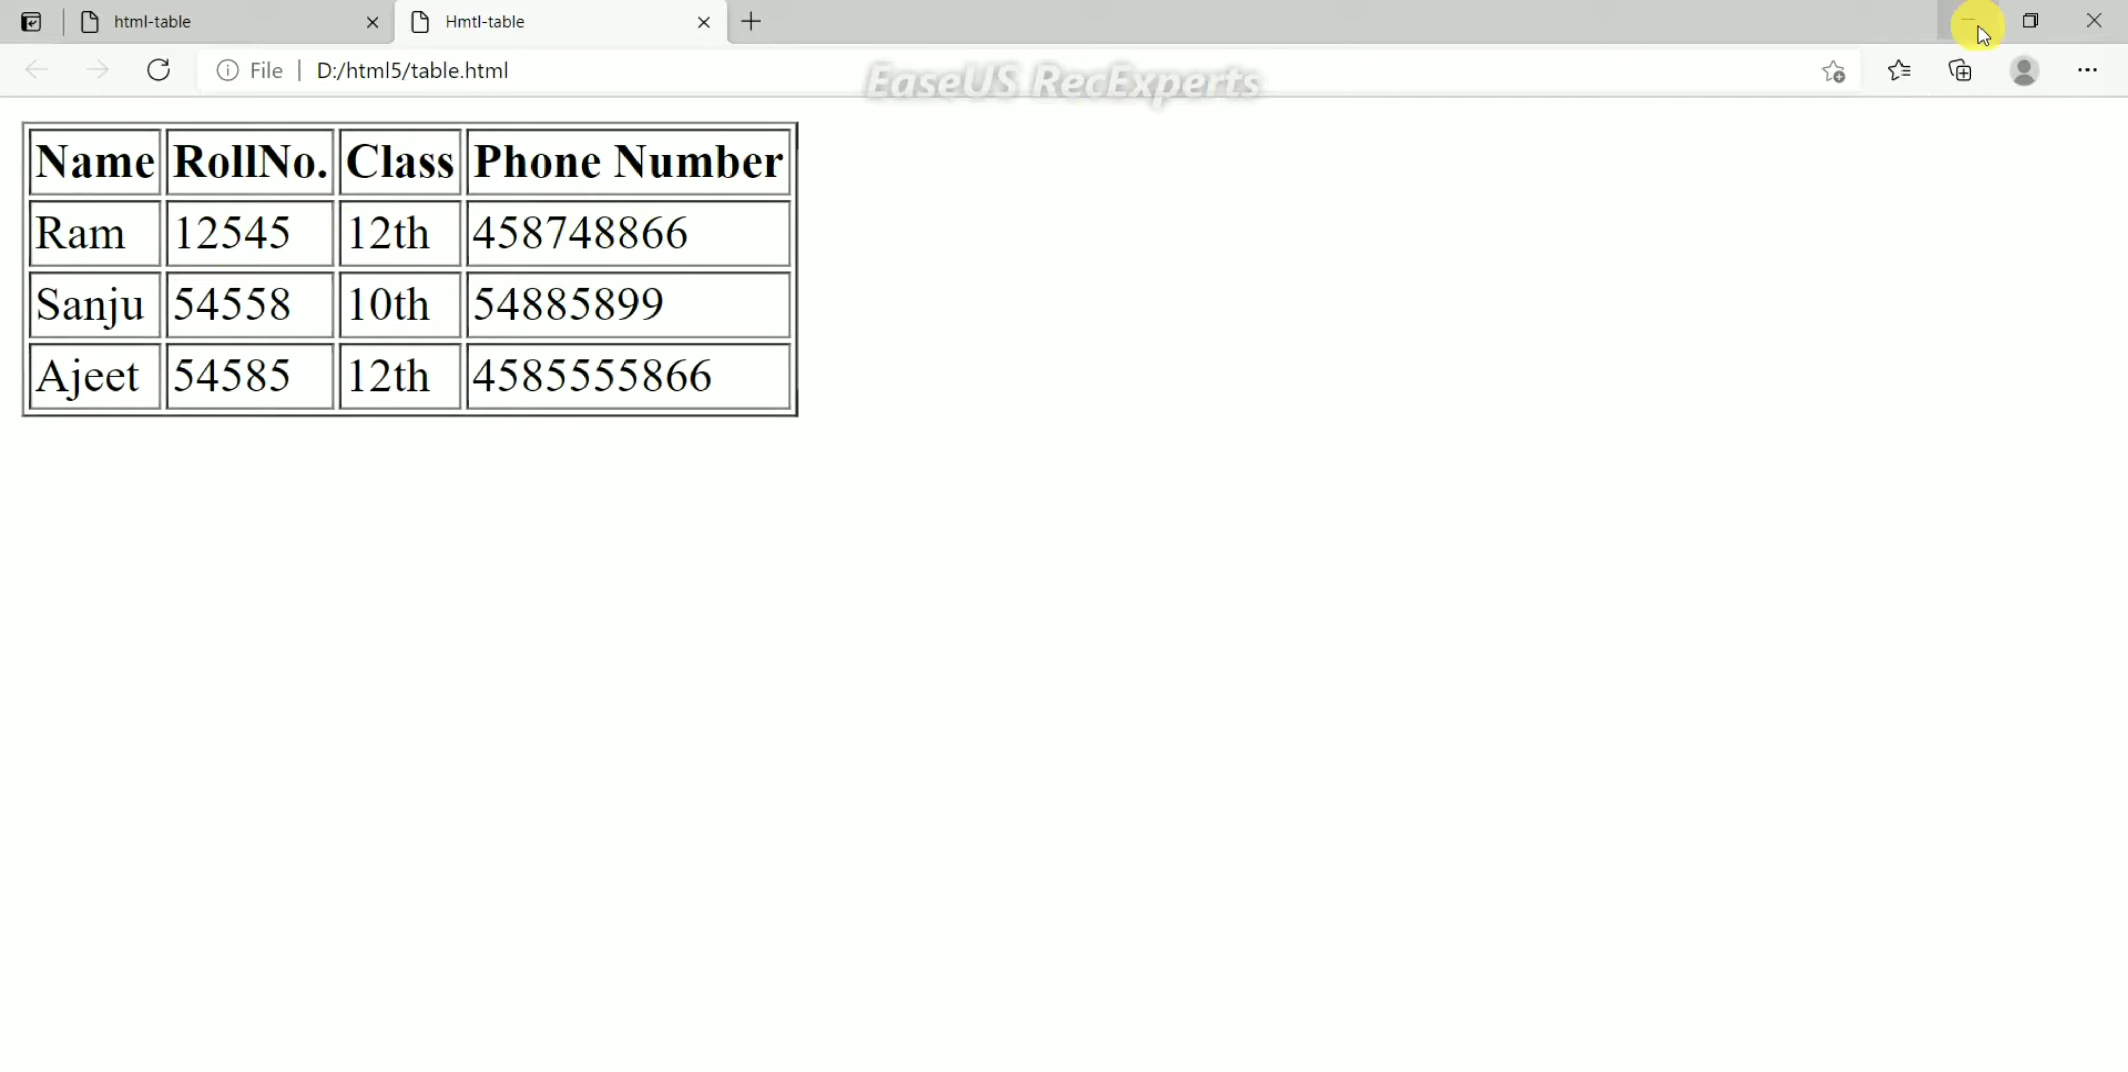 html-table
Hmtl-table
File | D:/html5/table.html
EaseUS RecExperts
Name RollNo. Class Phone Number
Ram 12545 12th 458748866
Sanju 54558 10th 54885899
Ajeet 54585 12th 4585555866